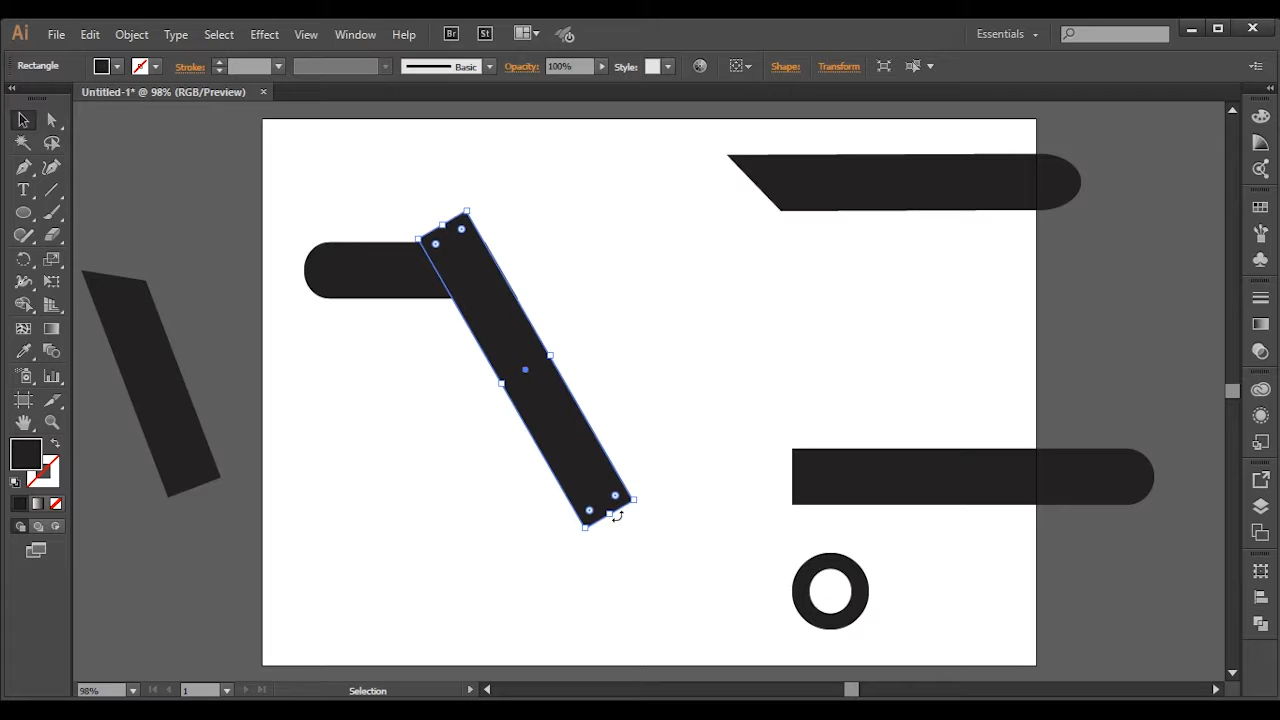 Ai File Edit Object Type Select Effect View Window Help Br St Essentials
Rectangle Stroke: Basic Opacity: 100% Style: Shape: Transform
Untitled-1* @ 98% (RGB/Preview)
98% 1 Selection